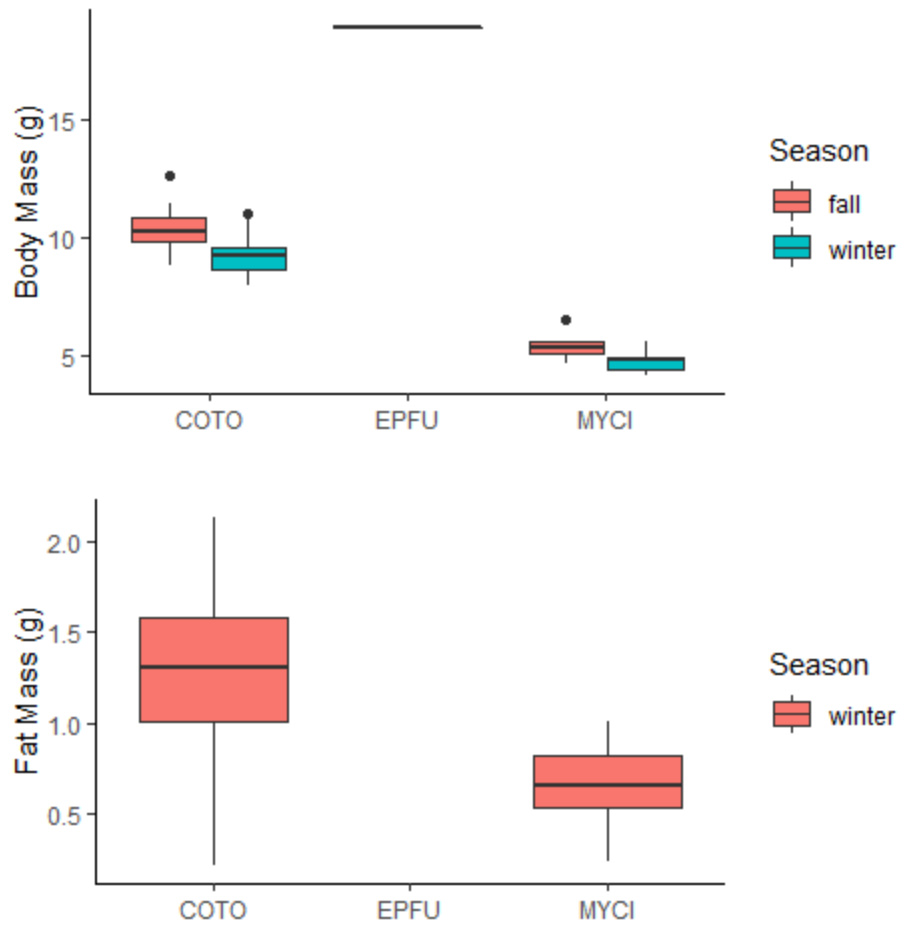 Body Mass (g)
15
10
5
COTO
EPFU
MYCI
Season
fall
winter
Fat Mass (g)
2.0
1.5
1.0
0.5
COTO
EPFU
MYCI
Season
winter